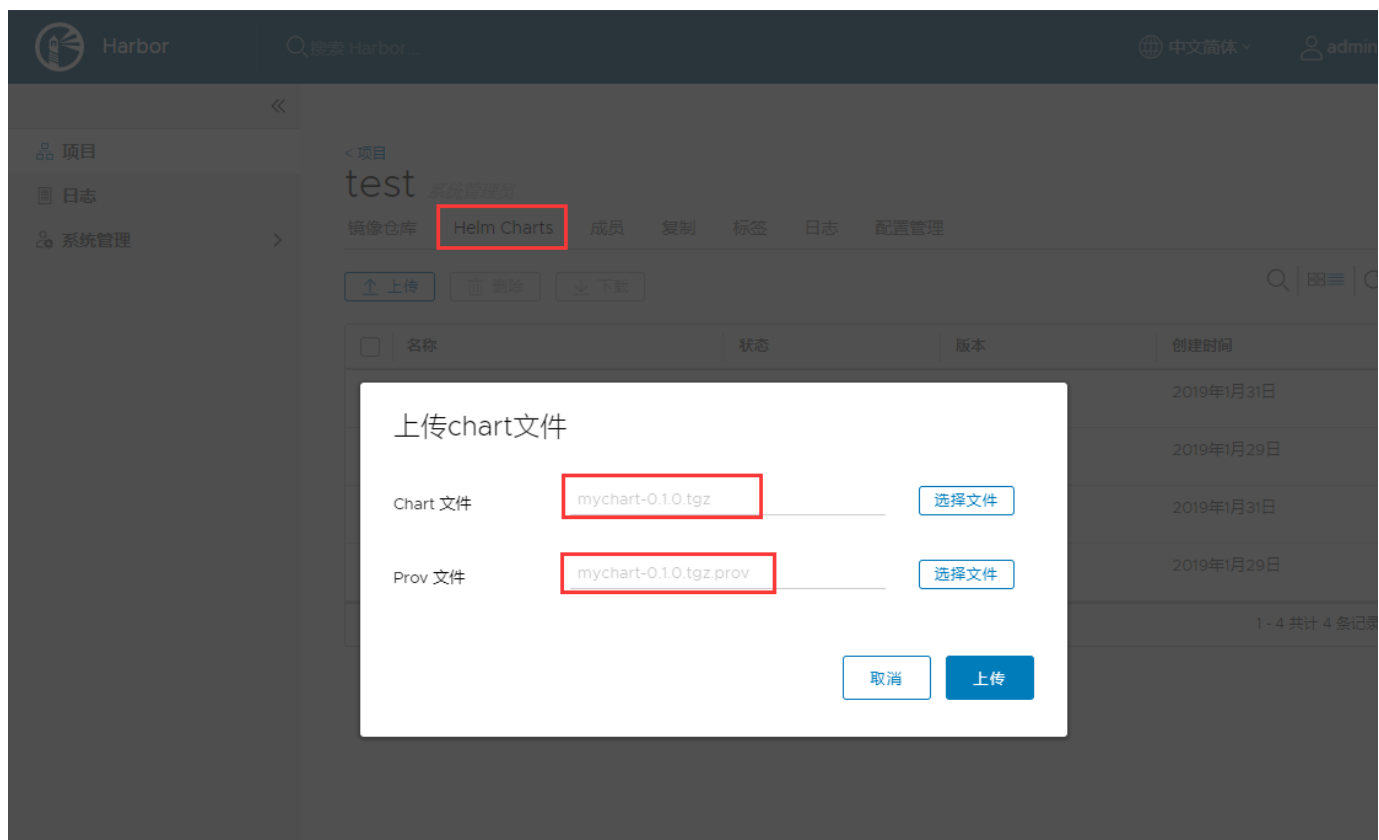 Harbor
搜索 Harbor...
中文简体
admin
项目
日志
系统管理
< 项目
test 系统管理员
镜像仓库 Helm Charts 成员 复制 标签 日志 配置管理
上传 删除 下载
名称 状态 版本 创建时间
2019年1月31日
2019年1月29日
2019年1月31日
2019年1月29日
1 - 4 共计 4 条记录
上传chart文件
Chart 文件 mychart-0.1.0.tgz 选择文件
Prov 文件 mychart-0.1.0.tgz.prov 选择文件
取消 上传